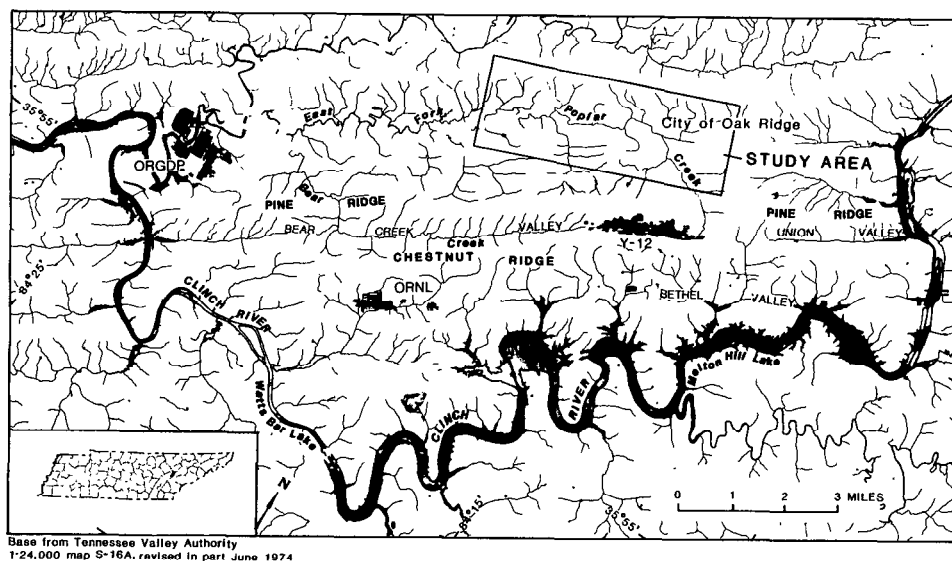 35°55'
ORGDP
East Fork Poplar Creek
City of Oak Ridge
STUDY AREA
Bear Creek
PINE RIDGE
PINE RIDGE
BEAR CREEK VALLEY
UNION VALLEY
Y-12
CHESTNUT RIDGE
84°25'
ORNL
BETHEL VALLEY
CLINCH RIVER
Melton Hill Lake
Watts Bar Lake
CLINCH RIVER
N
84°15'
35°55'
0 1 2 3 MILES
Base from Tennessee Valley Authority
1:24,000 map S-16A, revised in part June 1974